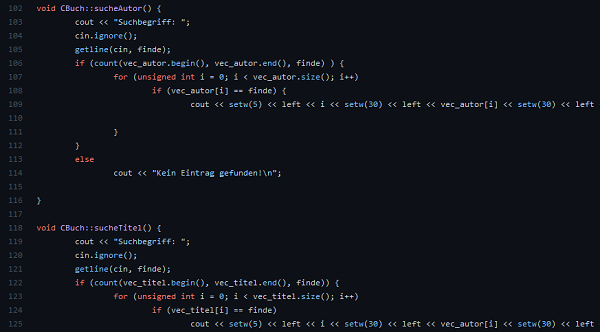 102 void CBuch::sucheAutor() {
103 cout << "Suchbegriff: ";
104 cin.ignore();
105 getline(cin, finde);
106 if (count(vec_autor.begin(), vec_autor.end(), finde) ) {
107 for (unsigned int i = 0; i < vec_autor.size(); i++)
108 if (vec_autor[i] == finde) {
109 cout << setw(5) << left << i << setw(30) << left << vec_autor[i] << setw(30) << left
110
111 }
112 }
113 else
114 cout << "Kein Eintrag gefunden!\n";
115
116 }
117
118 void CBuch::sucheTitel() {
119 cout << "Suchbegriff: ";
120 cin.ignore();
121 getline(cin, finde);
122 if (count(vec_titel.begin(), vec_titel.end(), finde)) {
123 for (unsigned int i = 0; i < vec_titel.size(); i++)
124 if (vec_titel[i] == finde)
125 cout << setw(5) << left << i << setw(30) << left << vec_autor[i] << setw(30) << left